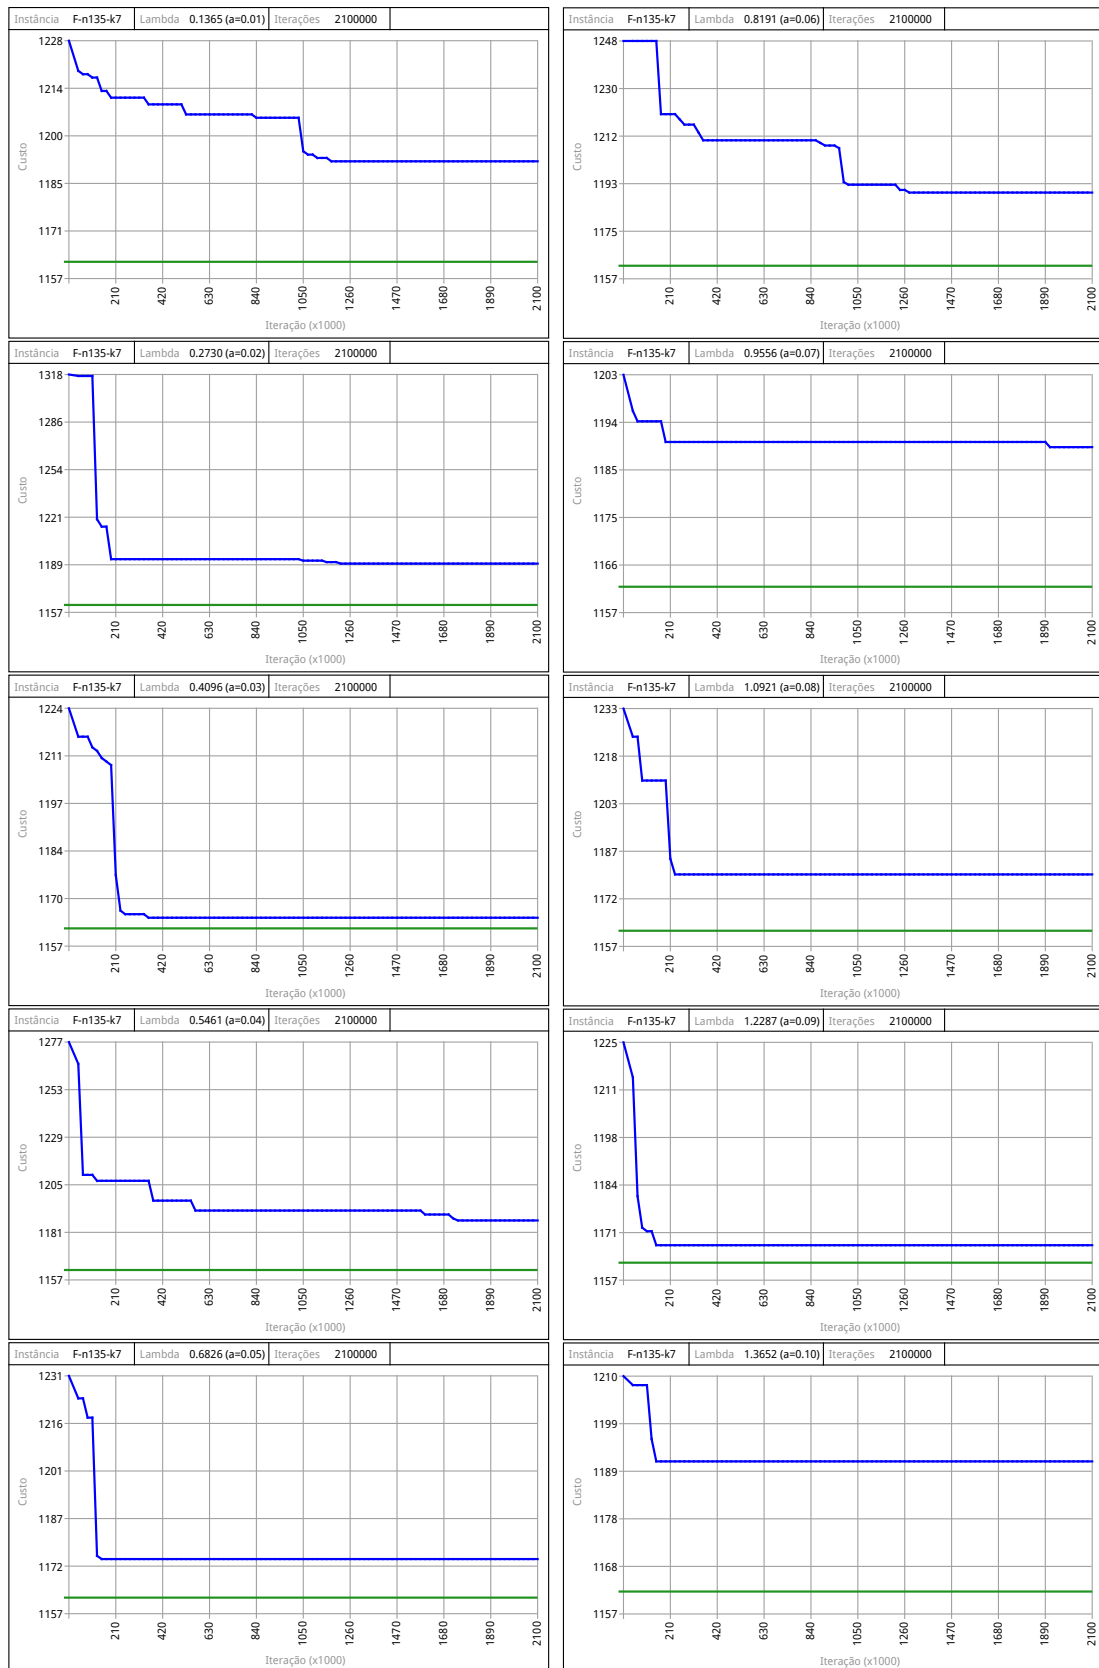 Instância F-n135-k7 Lambda 0.1365 (a=0.01) Iterações 2100000
1228
1214
1200
1185
1171
1157
Custo
210 420 630 840 1050 1260 1470 1680 1890 2100
Iteração (x1000)
Instância F-n135-k7 Lambda 0.8191 (a=0.06) Iterações 2100000
1248
1230
1212
1193
1175
1157
Custo
210 420 630 840 1050 1260 1470 1680 1890 2100
Iteração (x1000)
Instância F-n135-k7 Lambda 0.2730 (a=0.02) Iterações 2100000
1318
1286
1254
1221
1189
1157
Custo
210 420 630 840 1050 1260 1470 1680 1890 2100
Iteração (x1000)
Instância F-n135-k7 Lambda 0.9556 (a=0.07) Iterações 2100000
1203
1194
1185
1175
1166
1157
Custo
210 420 630 840 1050 1260 1470 1680 1890 2100
Iteração (x1000)
Instância F-n135-k7 Lambda 0.4096 (a=0.03) Iterações 2100000
1224
1211
1197
1184
1170
1157
Custo
210 420 630 840 1050 1260 1470 1680 1890 2100
Iteração (x1000)
Instância F-n135-k7 Lambda 1.0921 (a=0.08) Iterações 2100000
1233
1218
1203
1187
1172
1157
Custo
210 420 630 840 1050 1260 1470 1680 1890 2100
Iteração (x1000)
Instância F-n135-k7 Lambda 0.5461 (a=0.04) Iterações 2100000
1277
1253
1229
1205
1181
1157
Custo
210 420 630 840 1050 1260 1470 1680 1890 2100
Iteração (x1000)
Instância F-n135-k7 Lambda 1.2287 (a=0.09) Iterações 2100000
1225
1211
1198
1184
1171
1157
Custo
210 420 630 840 1050 1260 1470 1680 1890 2100
Iteração (x1000)
Instância F-n135-k7 Lambda 0.6826 (a=0.05) Iterações 2100000
1231
1216
1201
1187
1172
1157
Custo
210 420 630 840 1050 1260 1470 1680 1890 2100
Iteração (x1000)
Instância F-n135-k7 Lambda 1.3652 (a=0.10) Iterações 2100000
1210
1199
1189
1178
1168
1157
Custo
210 420 630 840 1050 1260 1470 1680 1890 2100
Iteração (x1000)